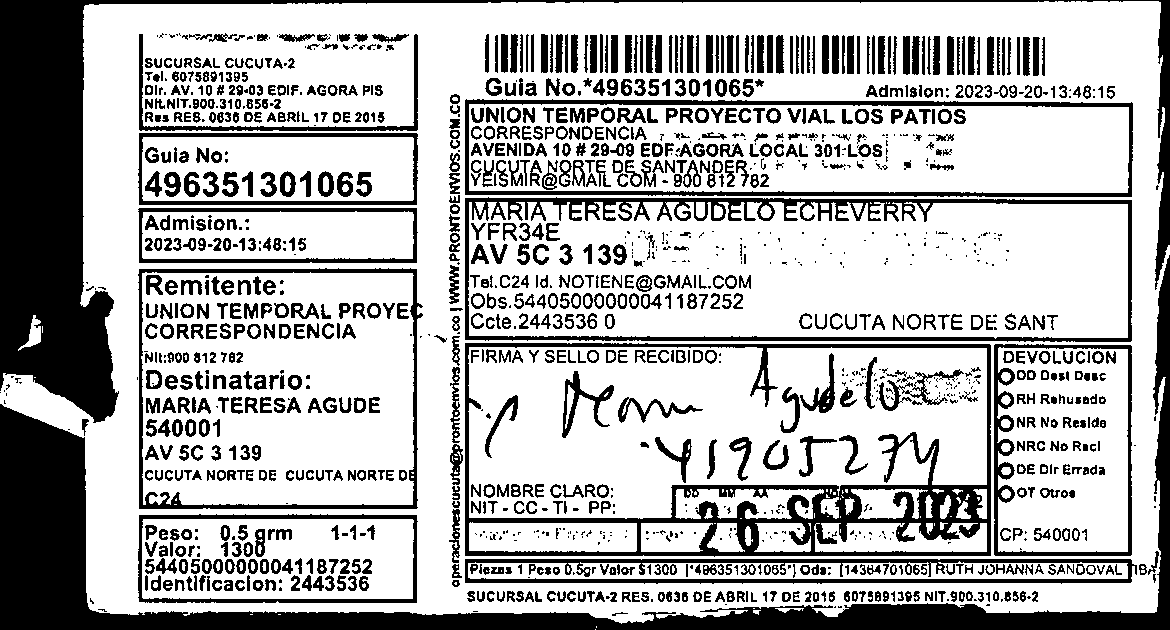 SUCURSAL CUCUTA-2
Tel. 6075891395
Dir. AV. 10 # 29-03 EDIF. AGORA PIS
Nit.NIT.900.310.856-2
Res RES. 0636 DE ABRIL 17 DE 2015
Guia No:
496351301065
Admision.:
2023-09-20-13:48:15
Remitente:
UNION TEMPORAL PROYEC
CORRESPONDENCIA
Nit:900 812 782
Destinatario:
MARIA TERESA AGUDE
540001
AV 5C 3 139
CUCUTA NORTE DE CUCUTA NORTE DE
C24
Peso: 0.5 grm 1-1-1
Valor: 1300
54405000000041187252
Identificacion: 2443536
operacionescucuta@prontoenvios.com.co | WWW.PRONTOENVIOS.COM.CO
Guia No.*496351301065*
Admision: 2023-09-20-13:48:15
UNION TEMPORAL PROYECTO VIAL LOS PATIOS
CORRESPONDENCIA
AVENIDA 10 # 29-09 EDF.AGORA LOCAL 301 LOS
CUCUTA NORTE DE SANTANDER
YEISMIR@GMAIL COM - 900 812 782
MARIA TERESA AGUDELO ECHEVERRY
YFR34E
AV 5C 3 139
Tel.C24 Id. NOTIENE@GMAIL.COM
Obs.54405000000041187252
Ccte.2443536 0 CUCUTA NORTE DE SANT
FIRMA Y SELLO DE RECIBIDO:
Agudelo
41905274
NOMBRE CLARO:
NIT - CC - TI - PP:
DD MM AA
26 SEP 2023
DEVOLUCION
DD Dest Desc
RH Rehusado
NR No Reside
NRC No Recl
DE Dir Errada
OT Otros
CP: 540001
Piezas 1 Peso 0.5gr Valor $1300 [*496351301065*] Ods: [14364701065] RUTH JOHANNA SANDOVAL TIBA
SUCURSAL CUCUTA-2 RES. 0636 DE ABRIL 17 DE 2015 6075891395 NIT.900.310.856-2